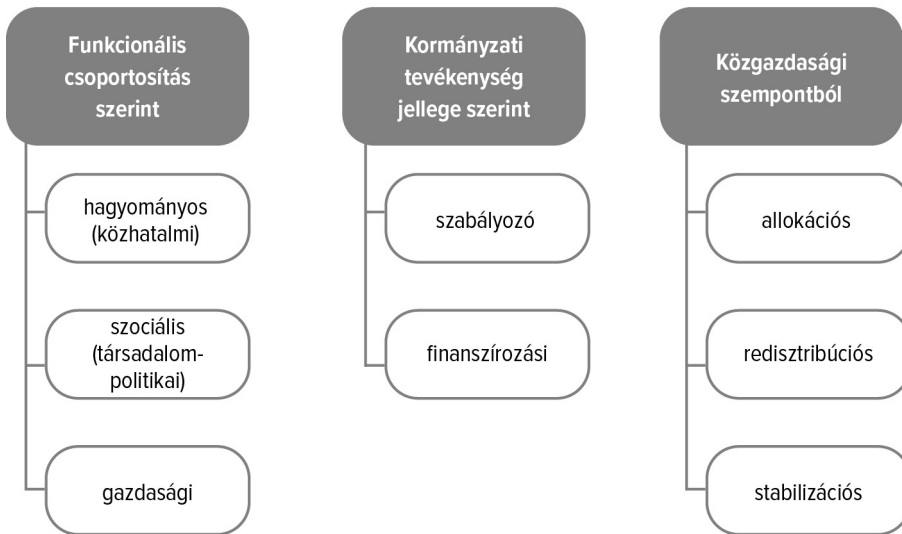 Funkcionális
csoportosítás
szerint
hagyományos
(közhatalmi)
szociális
(társadalom-
politikai)
gazdasági
Kormányzati
tevékenység
jellege szerint
szabályozó
finanszírozási
Közgazdasági
szempontból
allokációs
redisztribúciós
stabilizációs